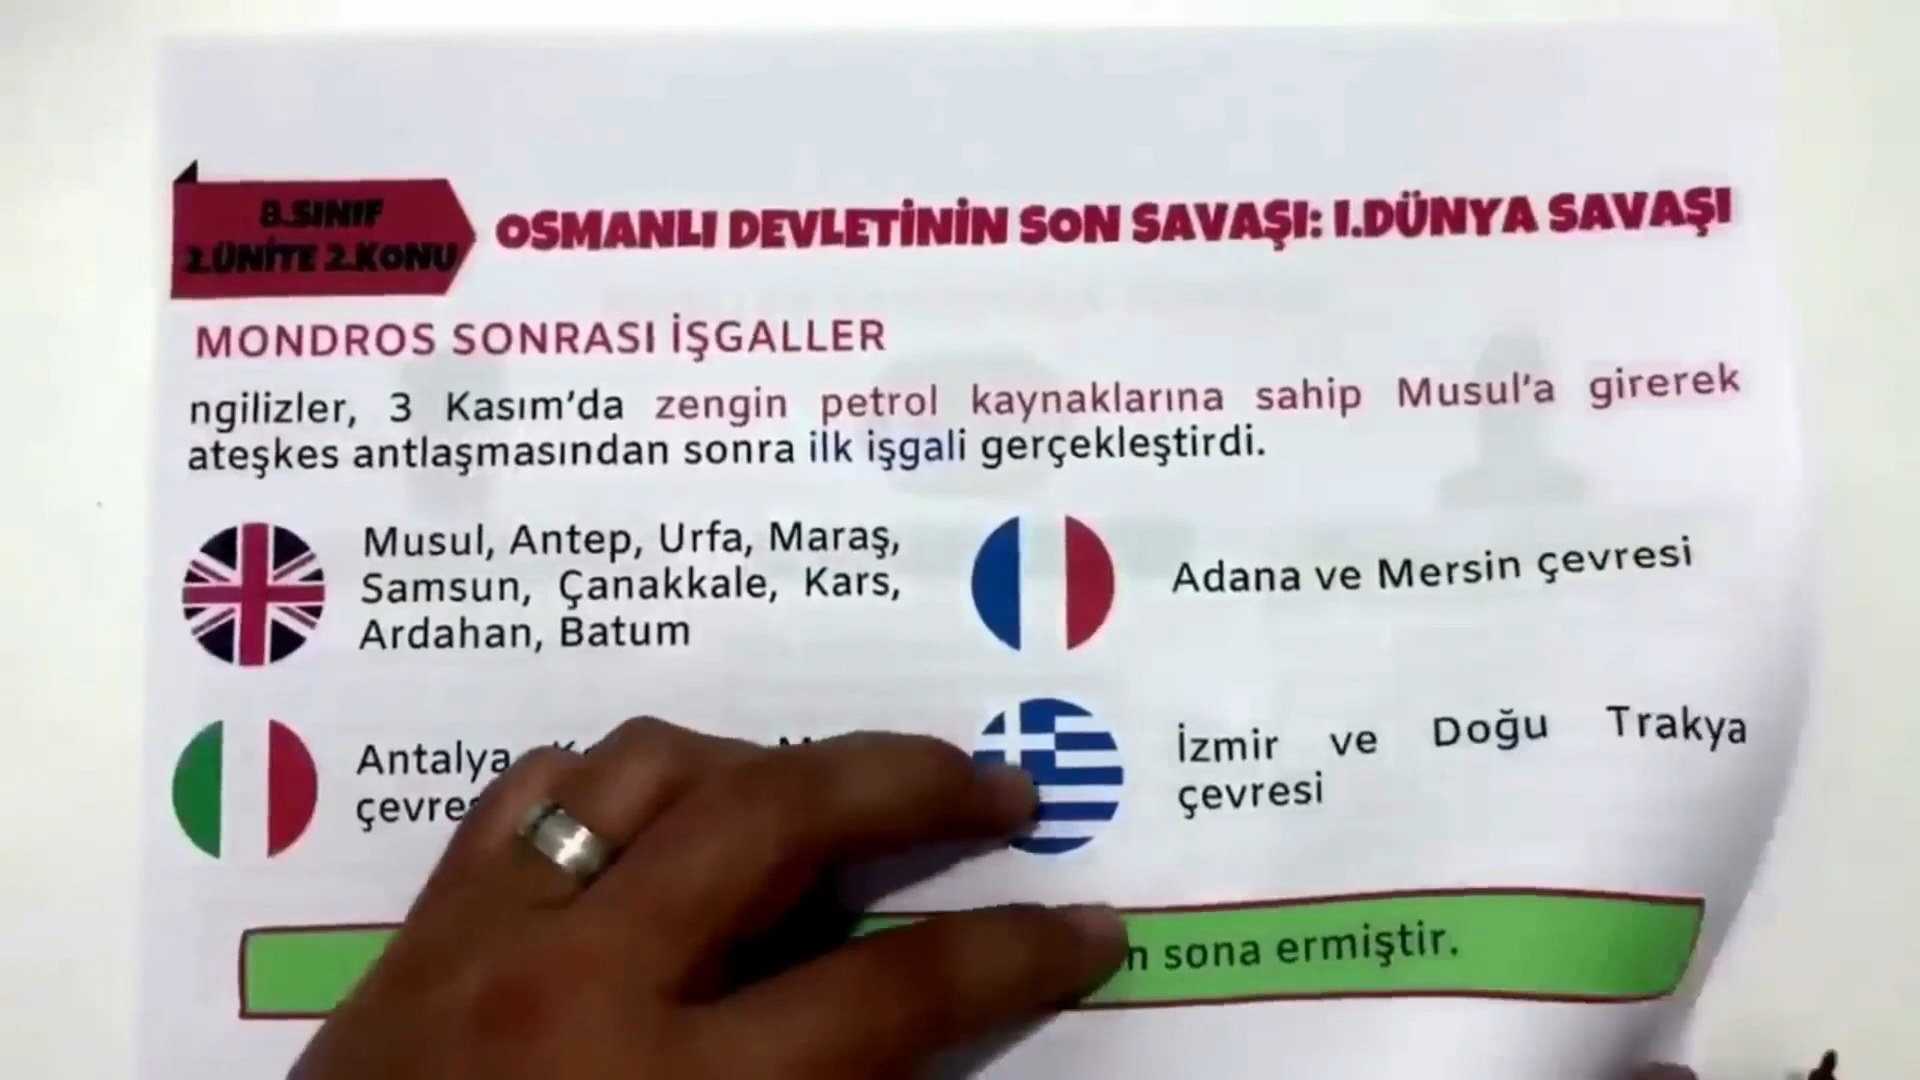 8.SINIF
2.ÜNİTE 2.KONU
OSMANLI DEVLETİNİN SON SAVAŞI: I.DÜNYA SAVAŞI
MONDROS SONRASI İŞGALLER
ngilizler, 3 Kasım'da zengin petrol kaynaklarına sahip Musul'a girerek
ateşkes antlaşmasından sonra ilk işgali gerçekleştirdi.
Musul, Antep, Urfa, Maraş,
Samsun, Çanakkale, Kars,
Ardahan, Batum
Adana ve Mersin çevresi
Antalya
İzmir ve Doğu Trakya
çevresi
sona ermiştir.